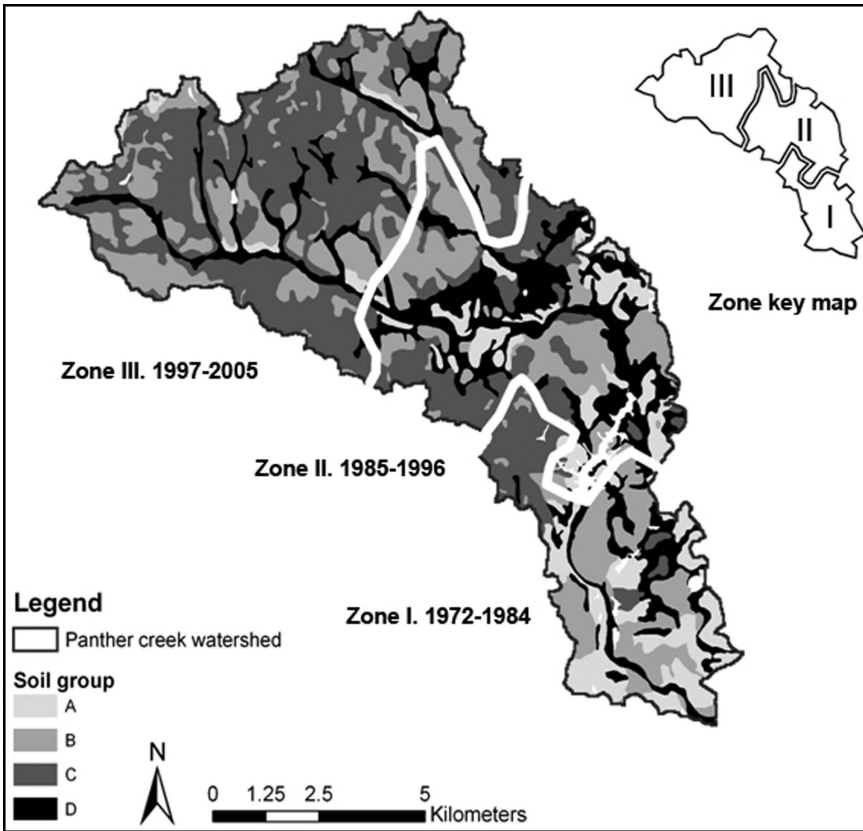 III
II
I
Zone key map
Zone III. 1997-2005
Zone II. 1985-1996
Zone I. 1972-1984
Legend
Panther creek watershed
Soil group
A
B
C
D
N
0 1.25 2.5 5
Kilometers